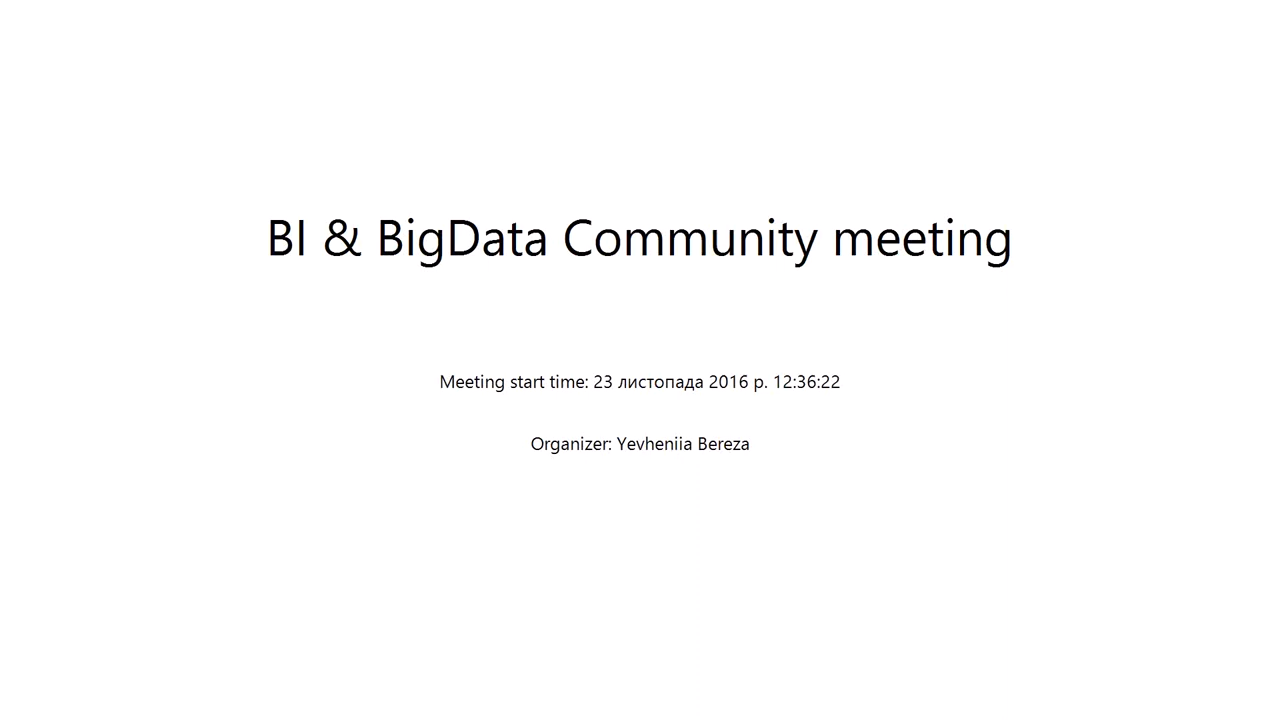 BI & BigData Community meeting
Meeting start time: 23 листопада 2016 р. 12:36:22
Organizer: Yevheniia Bereza